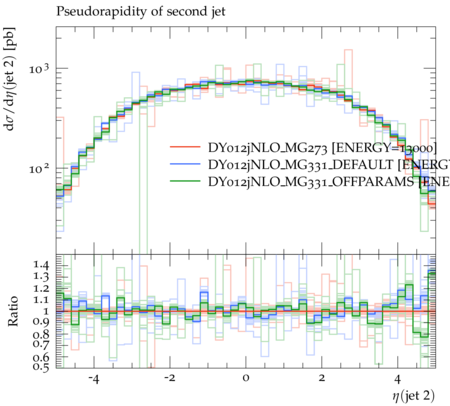 Pseudorapidity of second jet
dσ/dη(jet 2) [pb]
10³
10²
DY012jNLO_MG273 [ENERGY=13000]
DY012jNLO_MG331_DEFAULT [ENERGY
DY012jNLO_MG331_OFFPARAMS [ENE
Ratio
1.4
1.3
1.2
1.1
1
0.9
0.8
0.7
0.6
0.5
-4 -2 0 2 4
η(jet 2)